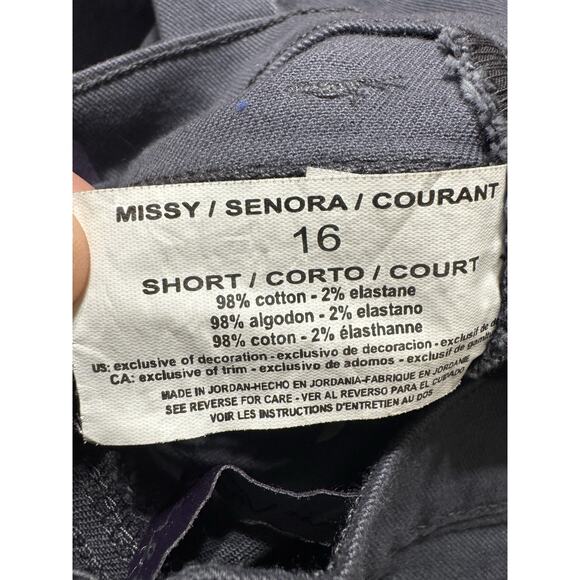 MISSY / SENORA / COURANT
16
SHORT / CORTO / COURT
98% cotton - 2% elastane
98% algodon - 2% elastano
98% coton - 2% élasthanne
US: exclusive of decoration - exclusivo de decoracion - exclusif de
CA: exclusive of trim - exclusivo de adornos - exclusif de
MADE IN JORDAN-HECHO EN JORDANIA-FABRIQUE EN JORDANIE
SEE REVERSE FOR CARE - VER AL REVERSO PARA EL CUIDADO
VOIR LES INSTRUCTIONS D'ENTRETIEN AU DOS